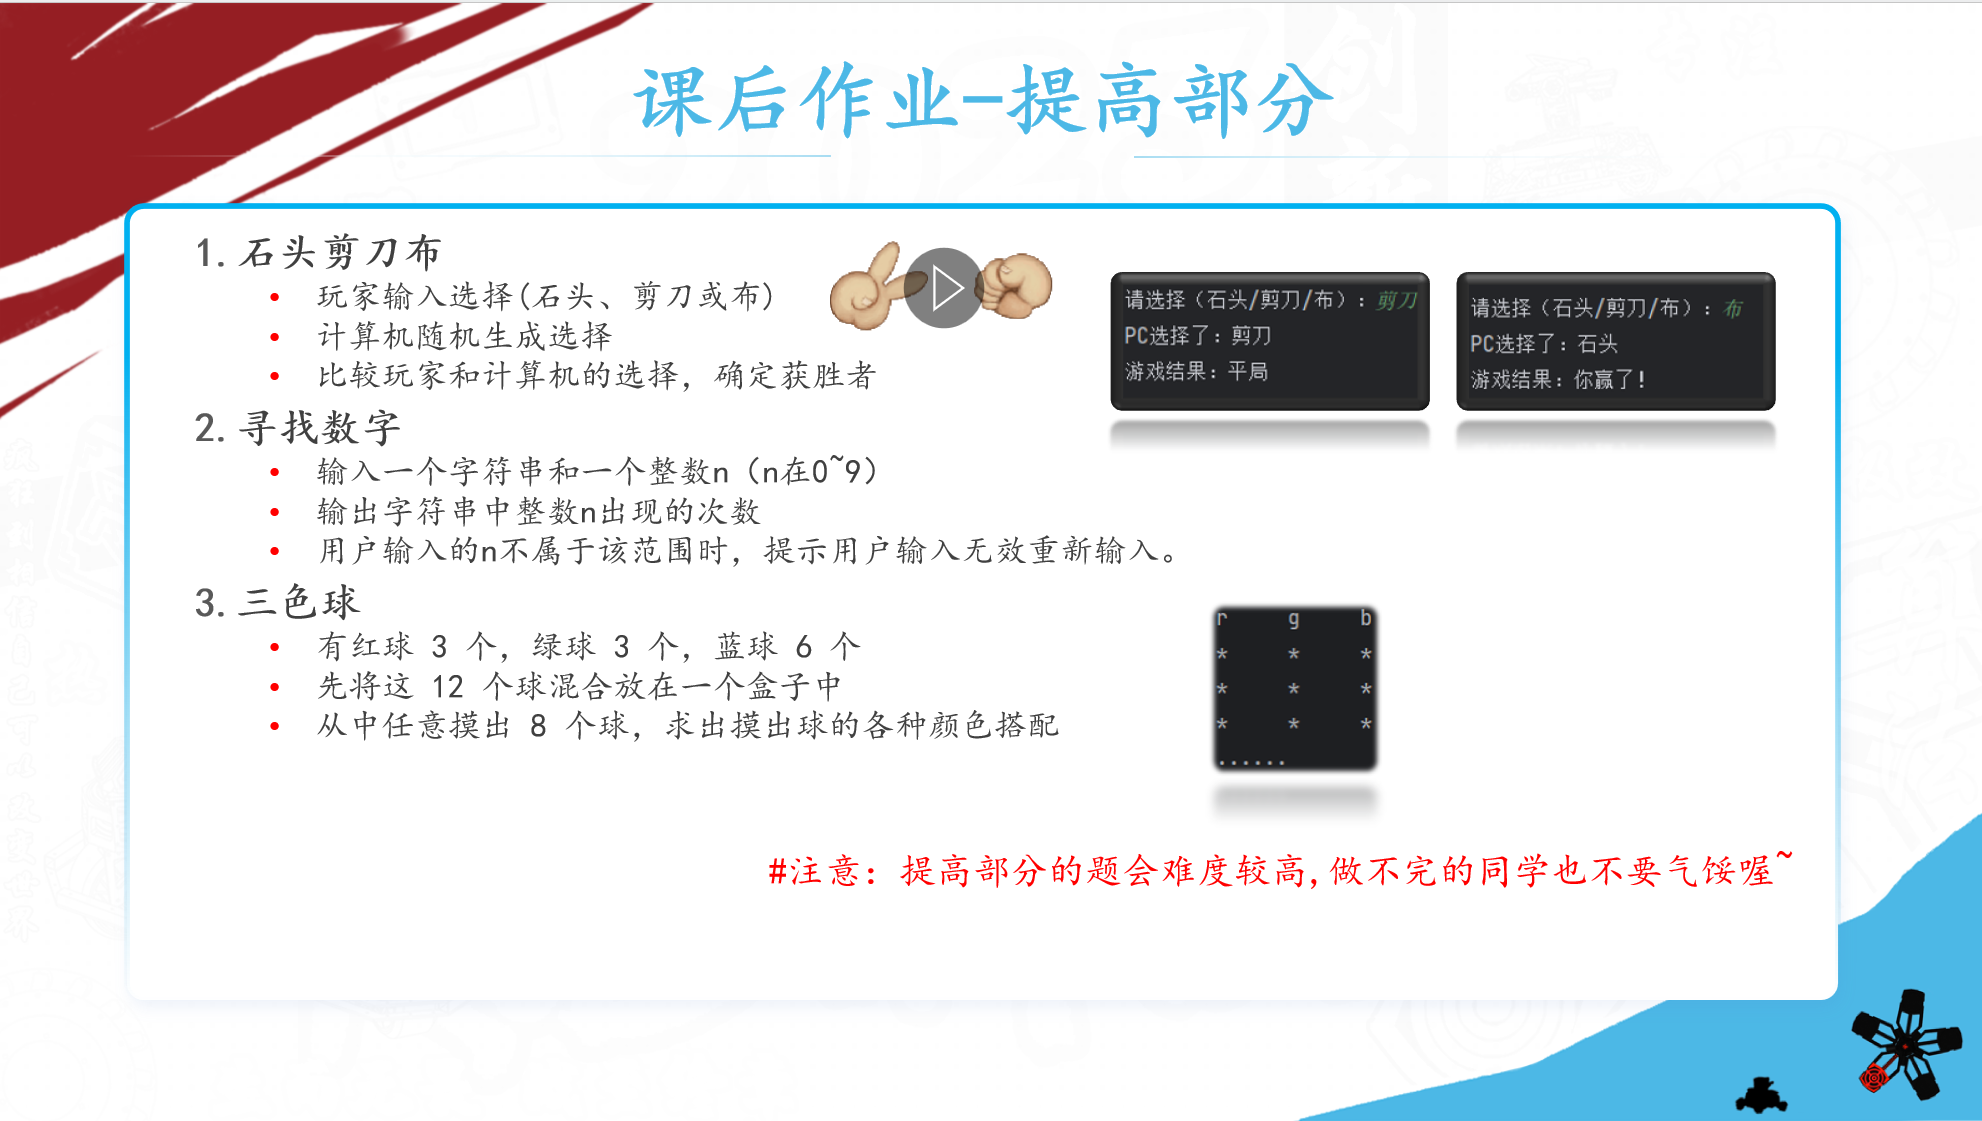 课后作业-提高部分
1.石头剪刀布
• 玩家输入选择(石头、剪刀或布)
• 计算机随机生成选择
• 比较玩家和计算机的选择，确定获胜者
请选择（石头/剪刀/布）：剪刀
PC选择了：剪刀
游戏结果：平局
请选择（石头/剪刀/布）：布
PC选择了：石头
游戏结果：你赢了!
2.寻找数字
• 输入一个字符串和一个整数n（n在0~9）
• 输出字符串中整数n出现的次数
• 用户输入的n不属于该范围时，提示用户输入无效重新输入。
3.三色球
• 有红球 3 个，绿球 3 个，蓝球 6 个
• 先将这 12 个球混合放在一个盒子中
• 从中任意摸出 8 个球，求出摸出球的各种颜色搭配
r g b
* * *
* * *
* * *
......
#注意：提高部分的题会难度较高,做不完的同学也不要气馁喔~